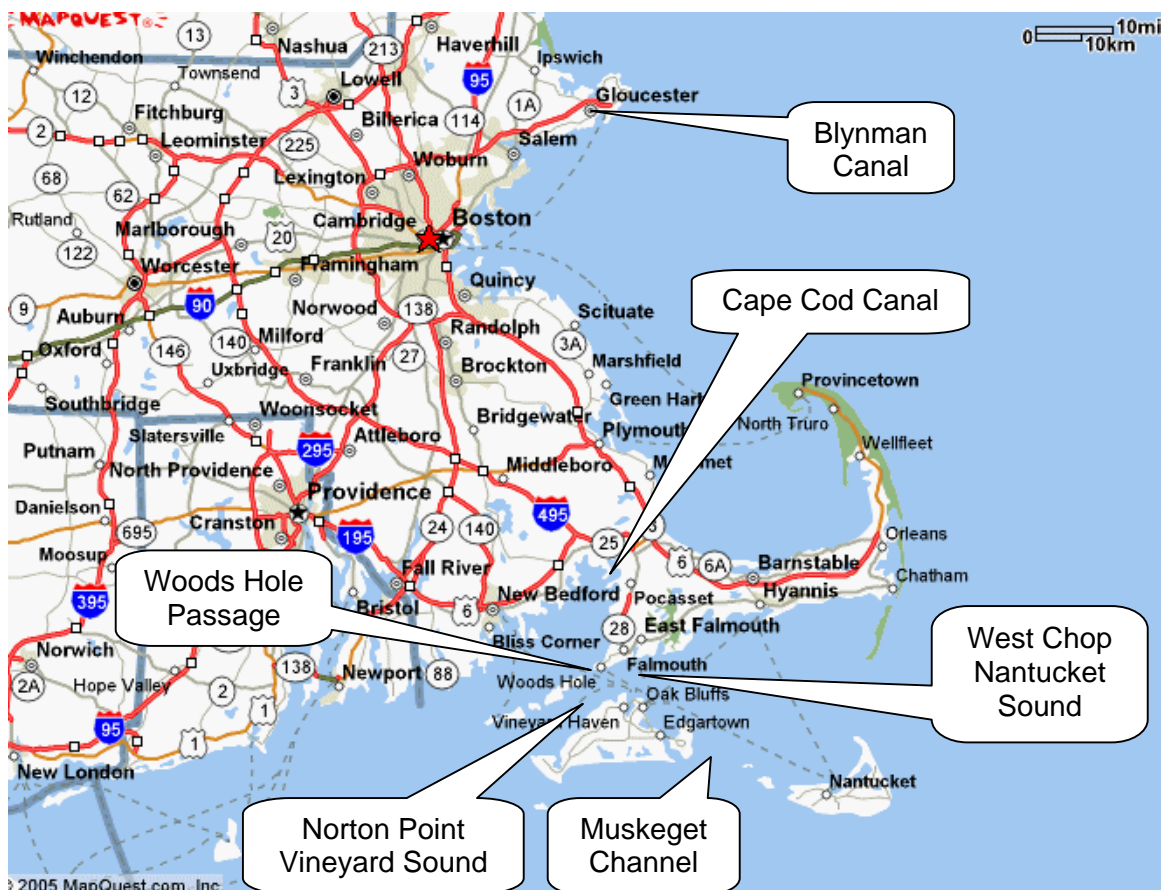 MAPQUEST
0 10mi
10km
13
Nashua
213
Haverhill
Ipswich
Winchendon
Townsend
3
Lowell
95
1A
Gloucester
12
Fitchburg
Billerica
114
2
Leominster
225
Woburn
Salem
Blynman
Canal
68
62
Lexington
Rutland
Marlborough
20
Cambridge
Boston
122
Worcester
Framingham
Quincy
9
90
Norwood
138
Cape Cod Canal
Auburn
140
Milford
Randolph
Scituate
3A
Oxford
146
Franklin
27
Brockton
Marshfield
Uxbridge
Green Har
Provincetown
Southbridge
Woonsocket
Bridgewater
North Truro
Slatersville
Attleboro
Plymouth
Wellfleet
Putnam
295
North Providence
Middleboro
Danielson
Providence
Cranston
195
24
140
495
25
3
Orleans
695
6
6A
Barnstable
Moosup
Fall River
Chatham
Woods Hole
Passage
395
Bristol
6
New Bedford
Pocasset
Hyannis
Bliss Corner
28
East Falmouth
West Chop
Nantucket
Sound
Norwich
138
Newport
88
Falmouth
2A
Hope Valley
2
1
Woods Hole
Oak Bluffs
95
1
Vineyard Haven
Edgartown
New London
Nantucket
Norton Point
Vineyard Sound
Muskeget
Channel
© 2005 MapQuest.com, Inc